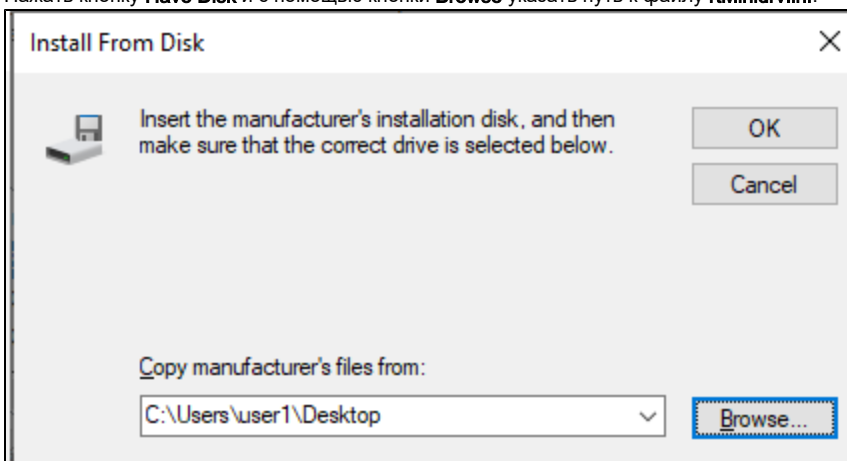 Нажать кнопку Have Disk и с помощью кнопки Browse указать путь к файлу
Install From Disk
Insert the manufacturer's installation disk, and then
make sure that the correct drive is selected below.
OK
Cancel
Copy manufacturer's files from:
C:\Users\user1\Desktop
Browse...